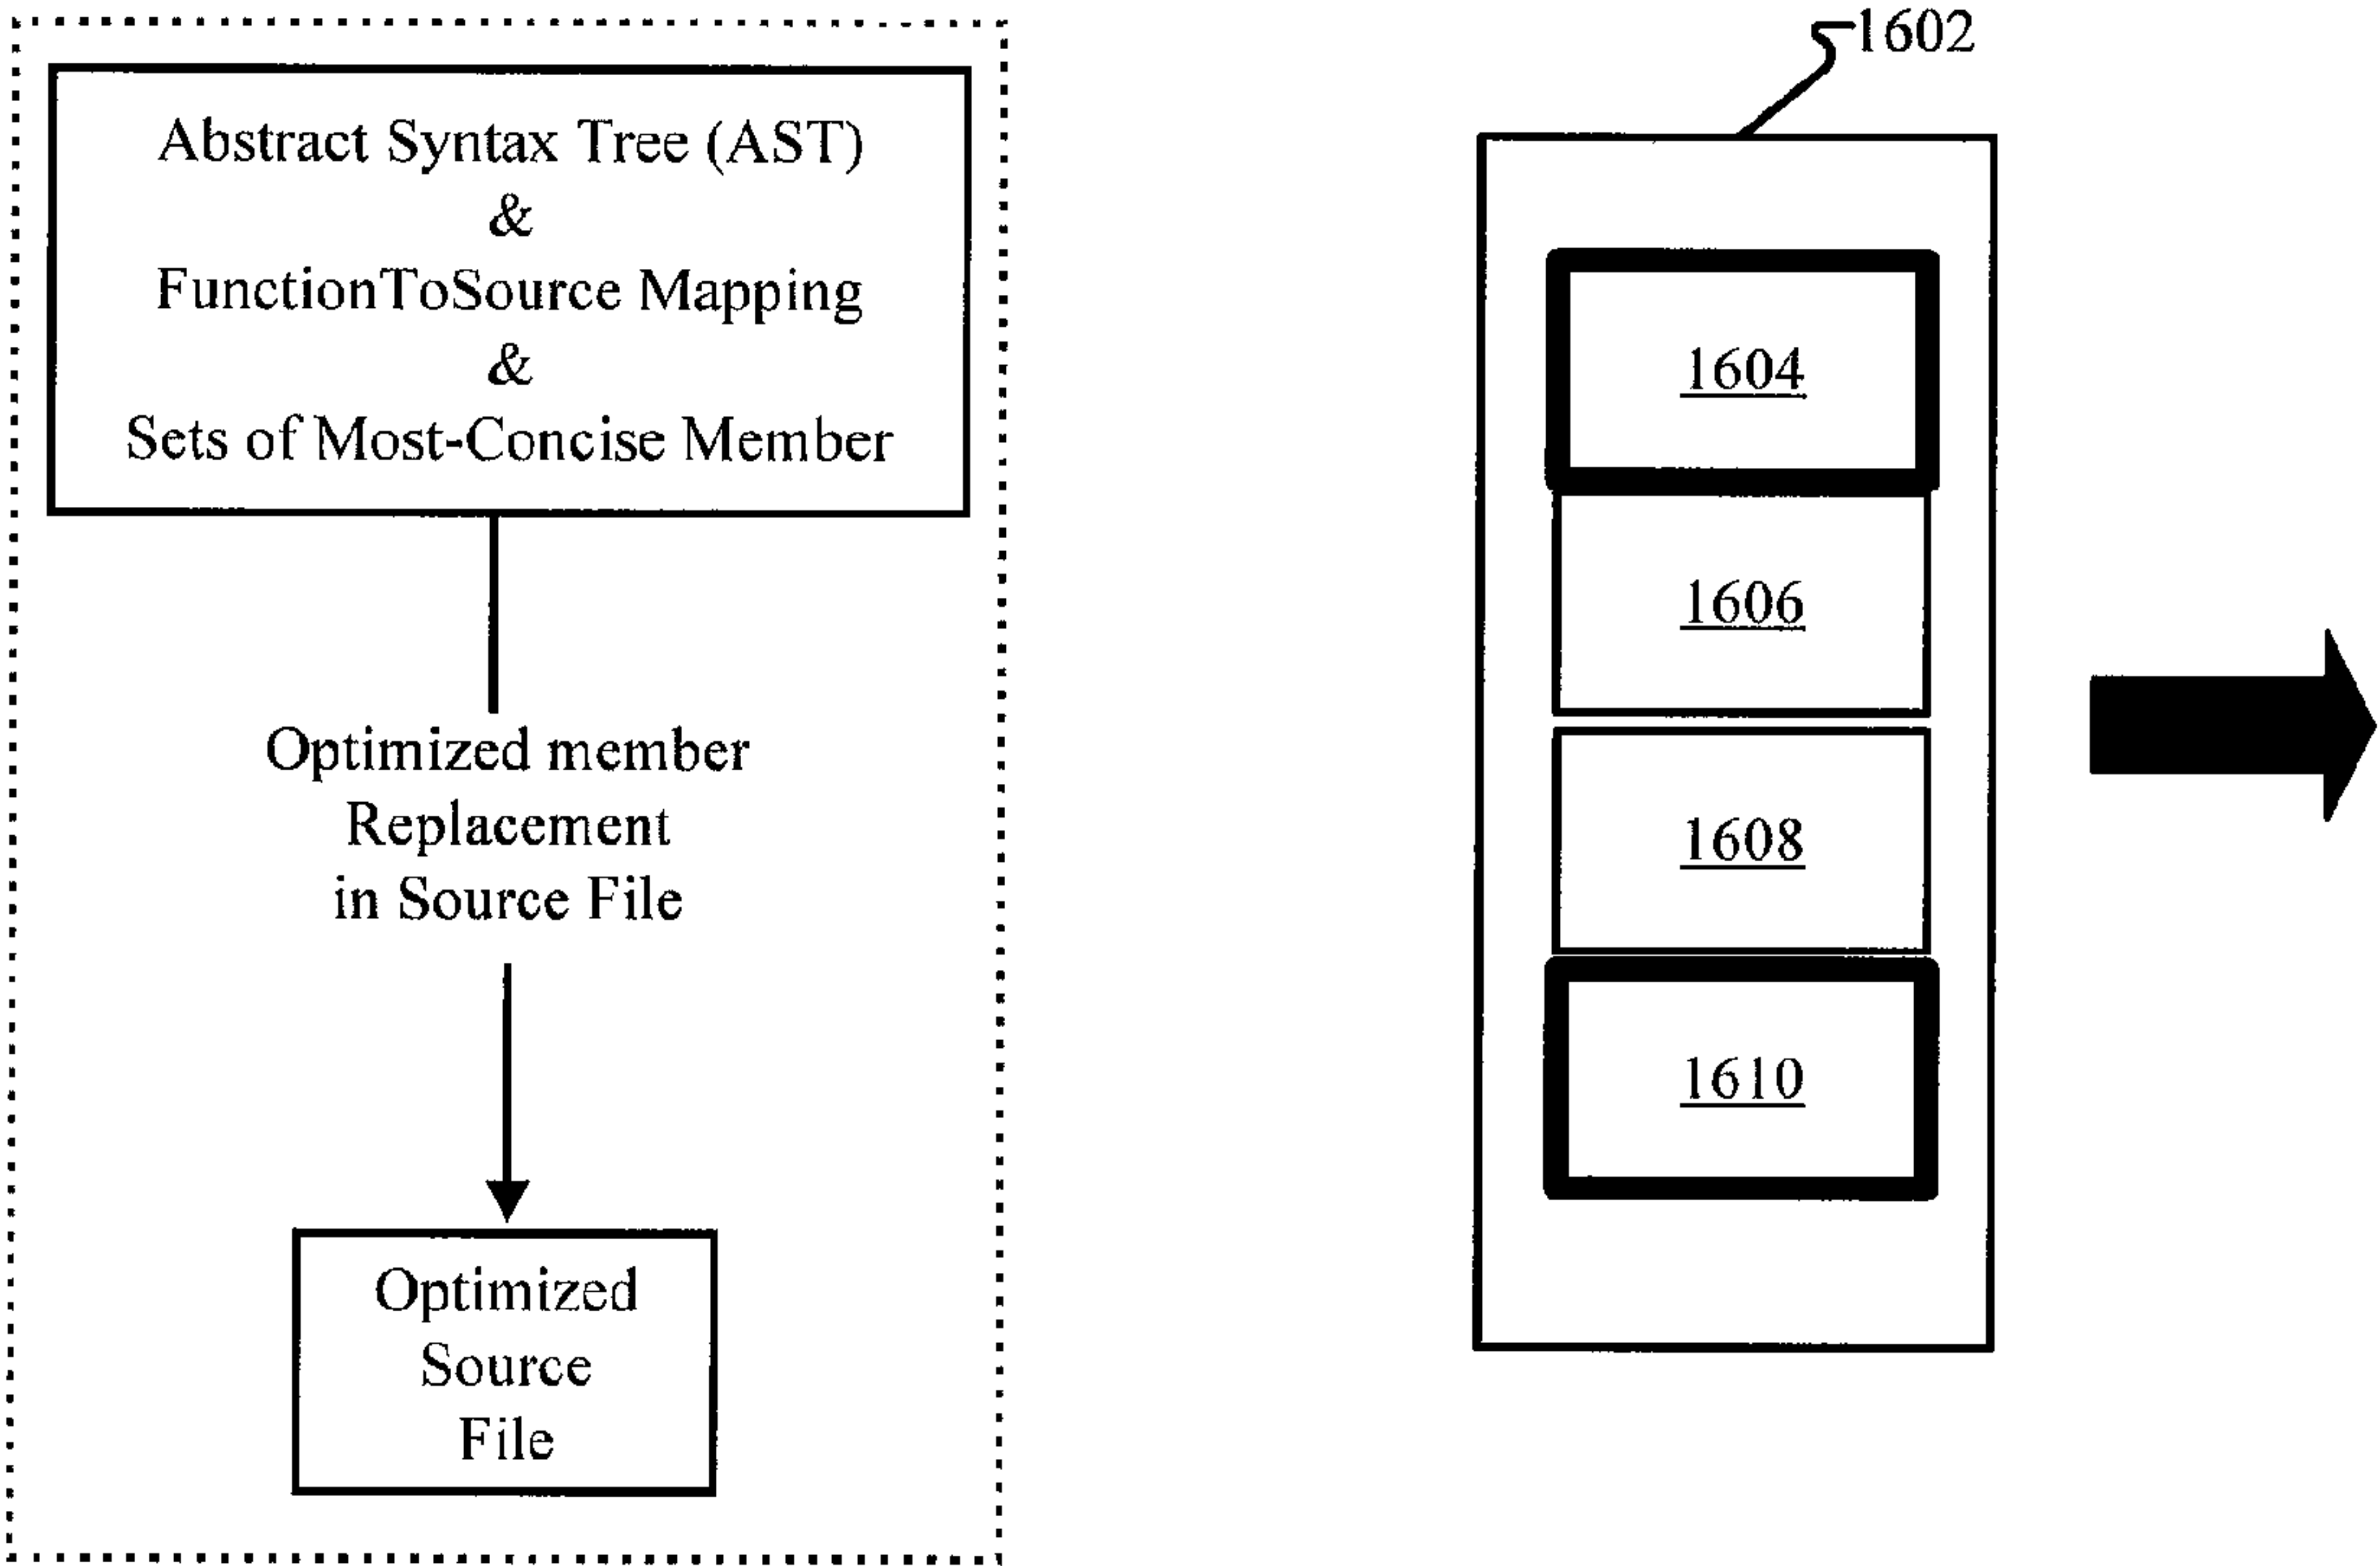 Abstract Syntax Tree (AST)
&
FunctionToSource Mapping
&
Sets of Most-Concise Member
Optimized member
Replacement
in Source File
Optimized
Source
File
1602
1604
1606
1608
1610